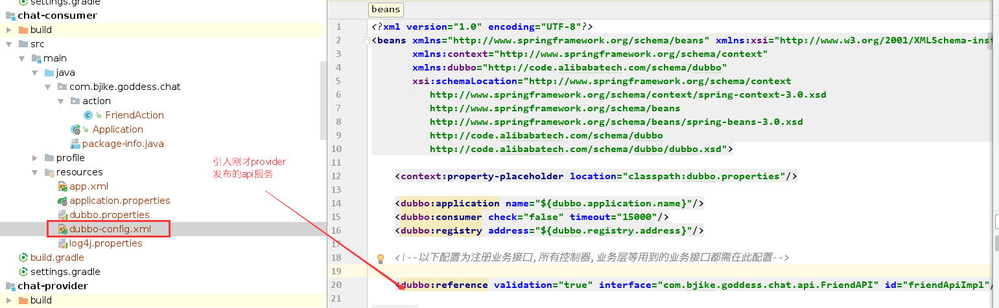 settings.gradle
chat-consumer
build
src
main
java
com.bjike.goddess.chat
action
FriendAction
Application
package-info.java
profile
resources
app.xml
application.properties
dubbo.properties
dubbo-config.xml
log4j.properties
build.gradle
settings.gradle
chat-provider
build
引入刚才provider
发布的api服务
beans
1 <?xml version="1.0" encoding="UTF-8"?>
2 <beans xmlns="http://www.springframework.org/schema/beans" xmlns:xsi="http://www.w3.org/2001/XMLSchema-inst
3 xmlns:context="http://www.springframework.org/schema/context"
4 xmlns:dubbo="http://code.alibabatech.com/schema/dubbo"
5 xsi:schemaLocation="http://www.springframework.org/schema/context
6 http://www.springframework.org/schema/context/spring-context-3.0.xsd
7 http://www.springframework.org/schema/beans
8 http://www.springframework.org/schema/beans/spring-beans-3.0.xsd
9 http://code.alibabatech.com/schema/dubbo
10 http://code.alibabatech.com/schema/dubbo/dubbo.xsd">
11
12 <context:property-placeholder location="classpath:dubbo.properties"/>
13
14 <dubbo:application name="${dubbo.application.name}"/>
15 <dubbo:consumer check="false" timeout="15000"/>
16 <dubbo:registry address="${dubbo.registry.address}"/>
17
18 <!--以下配置为注册业务接口,所有控制器,业务层等用到的业务接口都需在此配置-->
19
20 <dubbo:reference validation="true" interface="com.bjike.goddess.chat.api.FriendAPI" id="friendApiImpl"/
21